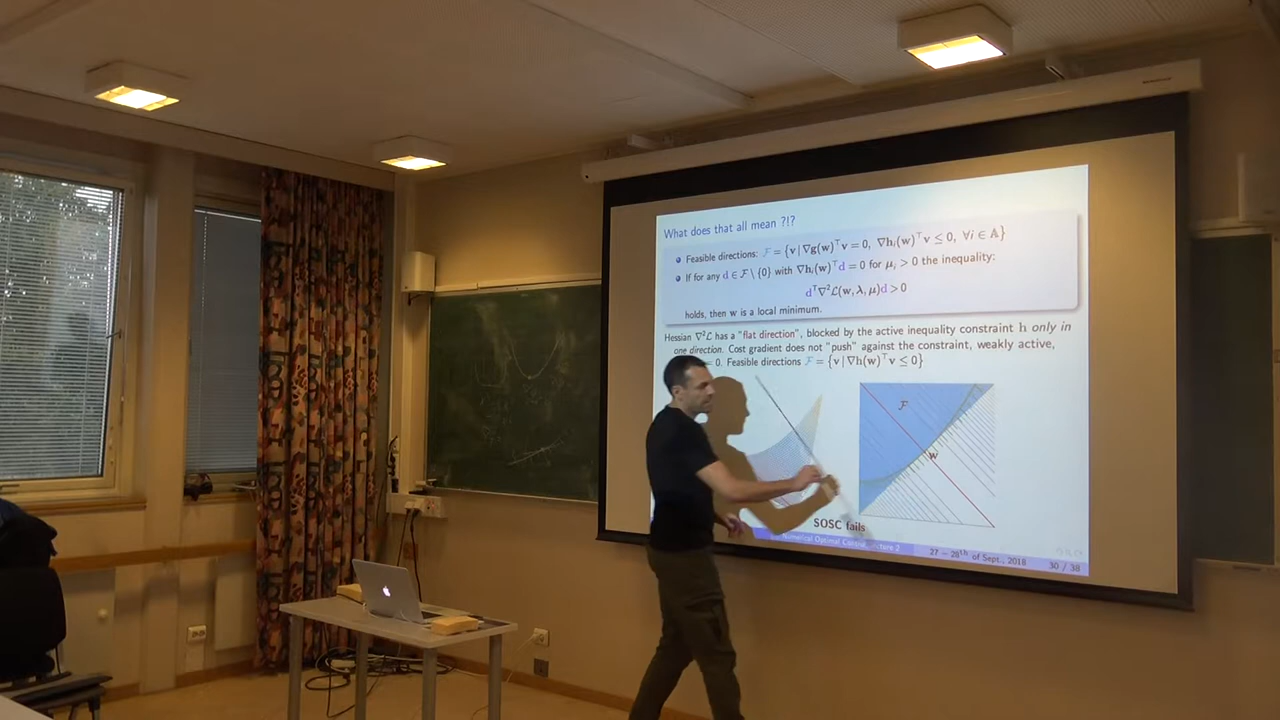 What does that all mean ?!?
Feasible directions: ℱ = {v | ∇g(w)ᵀv = 0, ∇hᵢ(w)ᵀv ≤ 0, ∀i ∈ 𝔸}
If for any d ∈ ℱ \ {0} with ∇hᵢ(w)ᵀd = 0 for μᵢ > 0 the inequality:
dᵀ∇²ℒ(w, λ, μ)d > 0
holds, then w is a local minimum.
Hessian ∇²ℒ has a "flat direction", blocked by the active inequality constraint h only in
one direction. Cost gradient does not "push" against the constraint, weakly active,
= 0. Feasible directions ℱ = {v | ∇h(w)ᵀv ≤ 0}
ℱ
w
SOSC fails
Numerical Optimal Control, lecture 2
27 − 28ᵗʰ of Sept., 2018
30 / 38